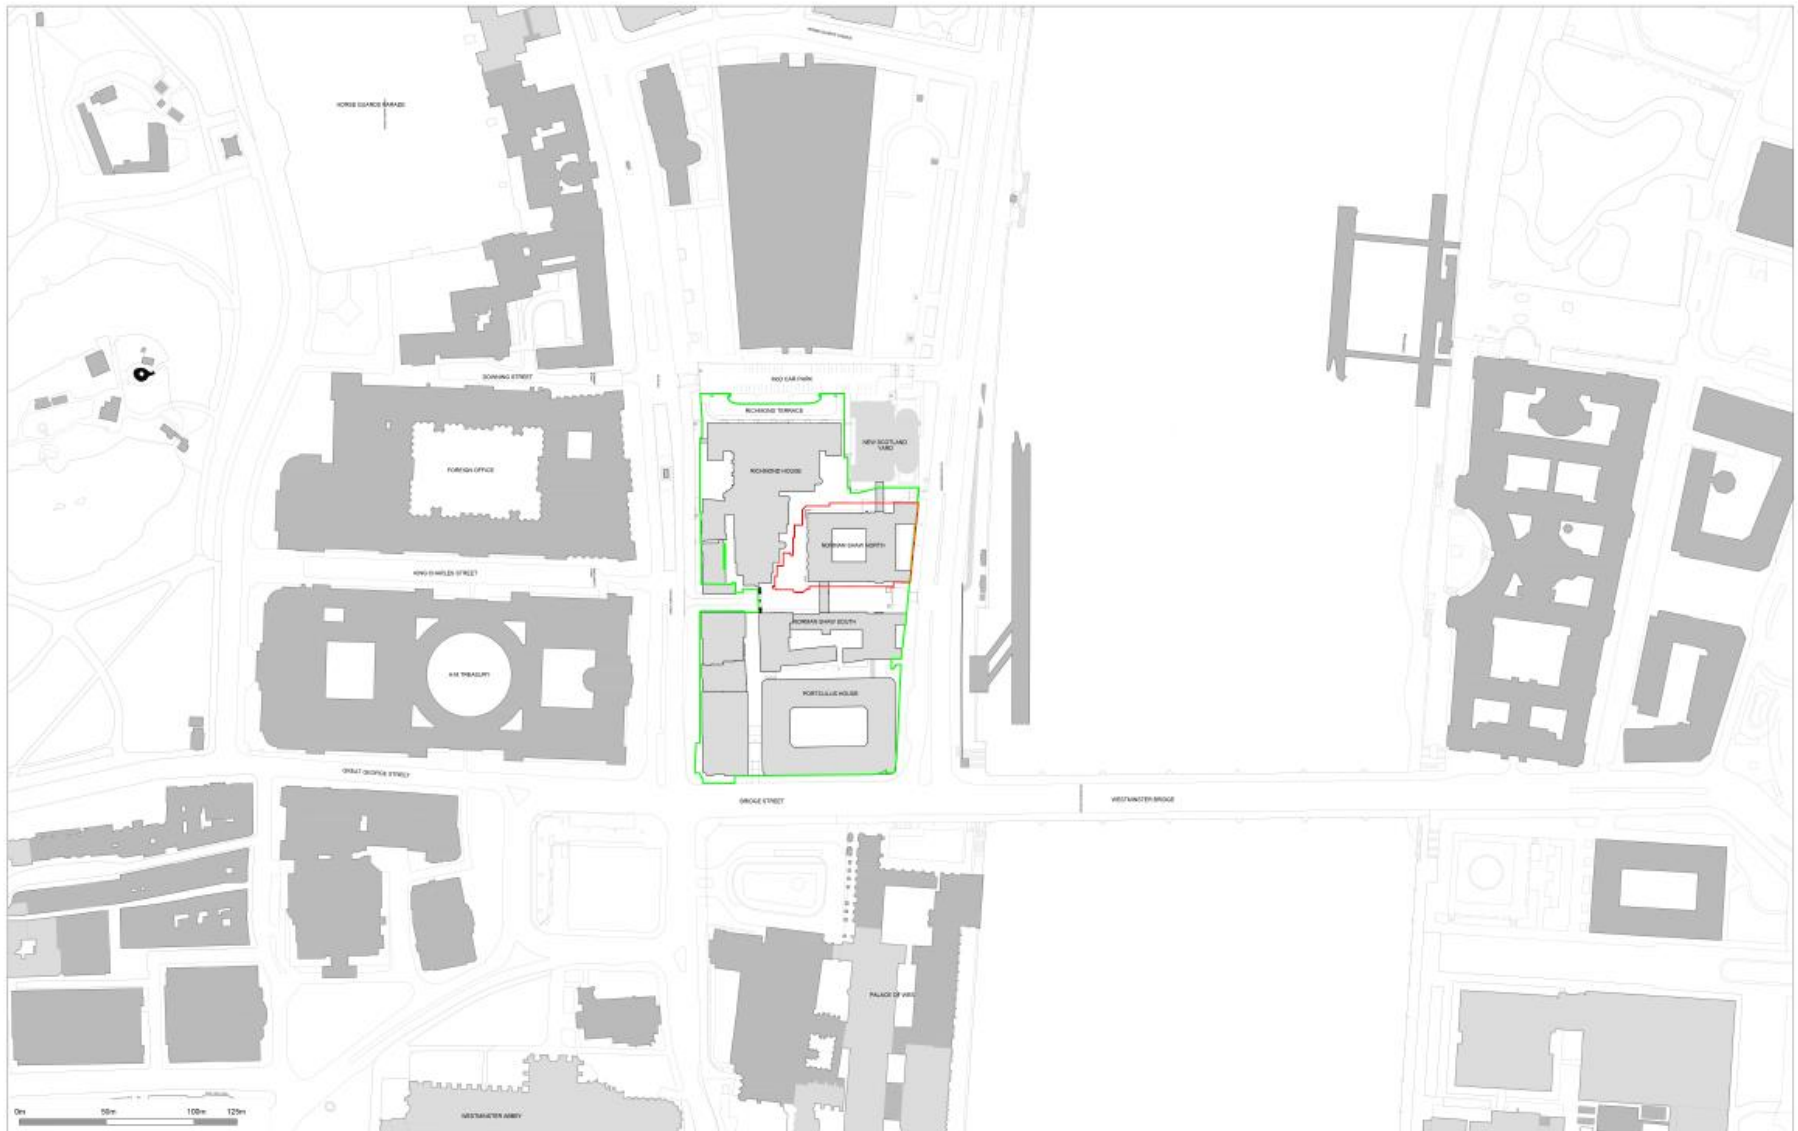 HORSE GUARDS PARADE
DOWNING STREET
MOD CAR PARK
RICHMOND TERRACE
NEW SCOTLAND
YARD
FOREIGN OFFICE
RICHMOND HOUSE
NORMAN SHAW NORTH
KING CHARLES STREET
NORMAN SHAW SOUTH
H M TREASURY
PORTCULLIS HOUSE
GREAT GEORGE STREET
BRIDGE STREET
WESTMINSTER BRIDGE
PALACE OF WES
WESTMINSTER ABBEY
0m 50m 100m 125m